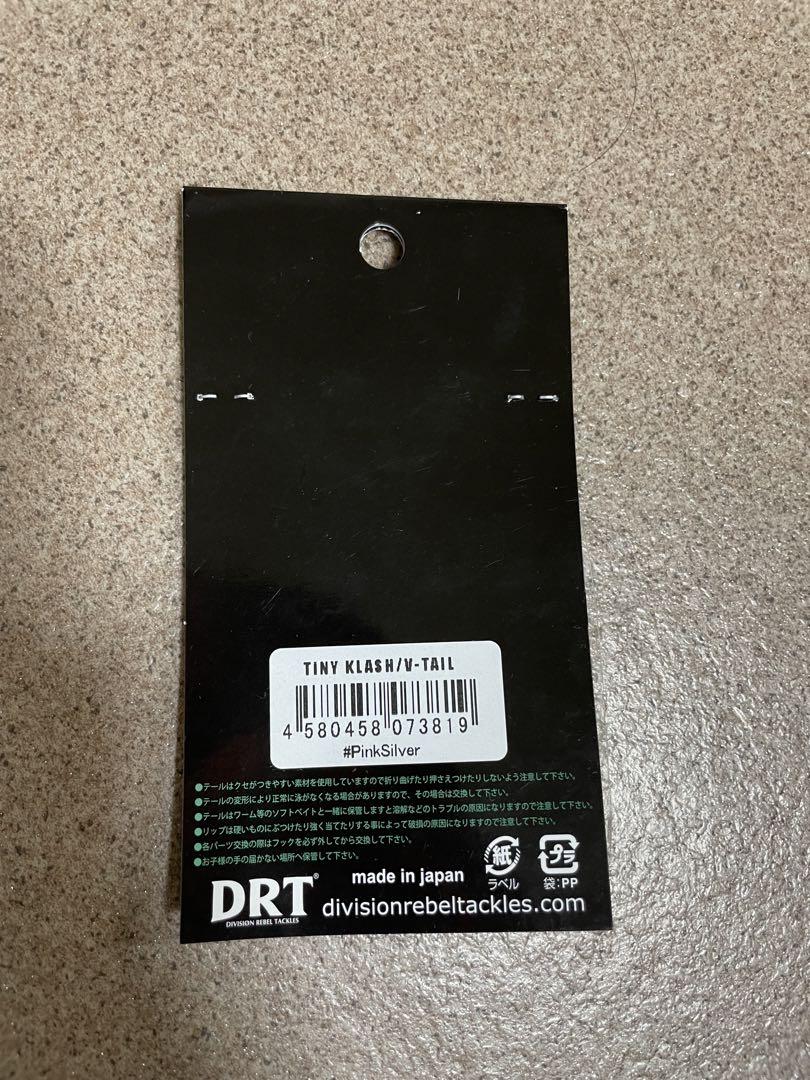 TINY KLASH/V-TAIL
4 580458 073819
#PinkSilver
●テールはクセがつきやすい素材を使用していますので折り曲げたり押さえつけたりしないよう注意して下さい。
●テールの変形により正常に泳がなくなる場合がありますので、その場合は交換して下さい。
●テールはワーム等のソフトベイトと一緒に保管しますと溶解などのトラブルの原因になりますので注意して下さい。
●リップは硬いものにぶつけたり強く当てたりする事によって破損の原因になりますので注意して下さい。
●各パーツ交換の際はフックを必ず外してから交換して下さい。
●お子様の手の届かない場所へ保管して下さい。
DRT®
DIVISION REBEL TACKLES
made in japan
divisionrebeltackles.com
紙
ラベル
プラ
袋:PP